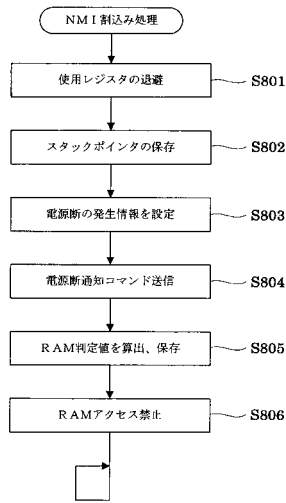 NMI割込み処理
使用レジスタの退避
S801
スタックポインタの保存
S802
電源断の発生情報を設定
S803
電源断通知コマンド送信
S804
RAM判定値を算出、保存
S805
RAMアクセス禁止
S806